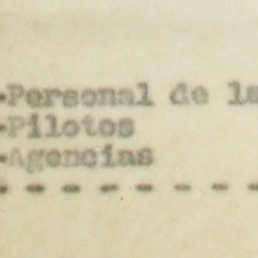 -Personal de la
-Pilotos
-Agencias
- - - - - - - -